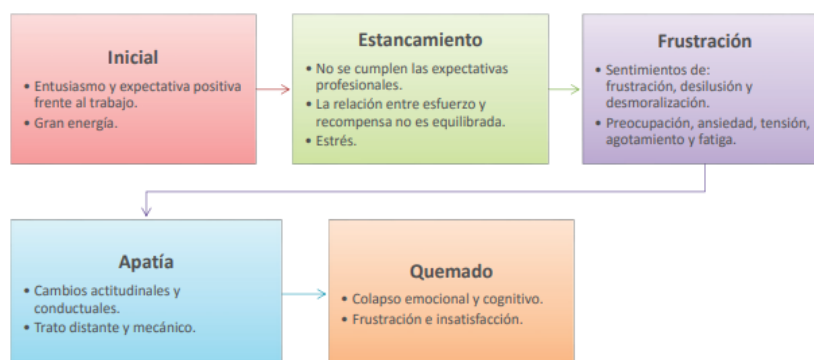 Inicial
• Entusiasmo y expectativa positiva
frente al trabajo.
• Gran energía.
Estancamiento
• No se cumplen las expectativas
profesionales.
• La relación entre esfuerzo y
recompensa no es equilibrada.
• Estrés.
Frustración
• Sentimientos de:
frustración, desilusión y
desmoralización.
• Preocupación, ansiedad, tensión,
agotamiento y fatiga.
Apatía
• Cambios actitudinales y
conductuales.
• Trato distante y mecánico.
Quemado
• Colapso emocional y cognitivo.
• Frustración e insatisfacción.